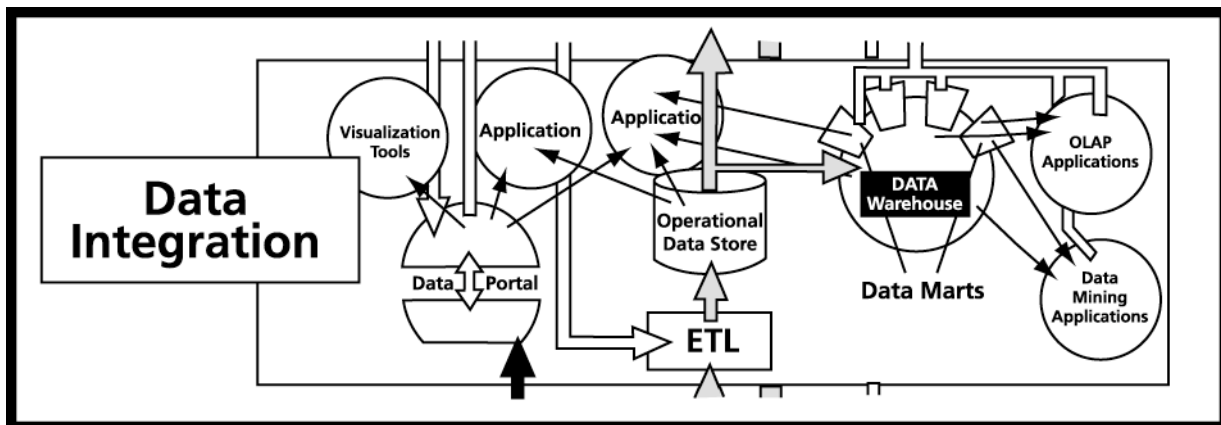 Data
Integration
Visualization
Tools
Application
Applicatio
Data Portal
Operational
Data Store
ETL
DATA
Warehouse
Data Marts
OLAP
Applications
Data
Mining
Applications